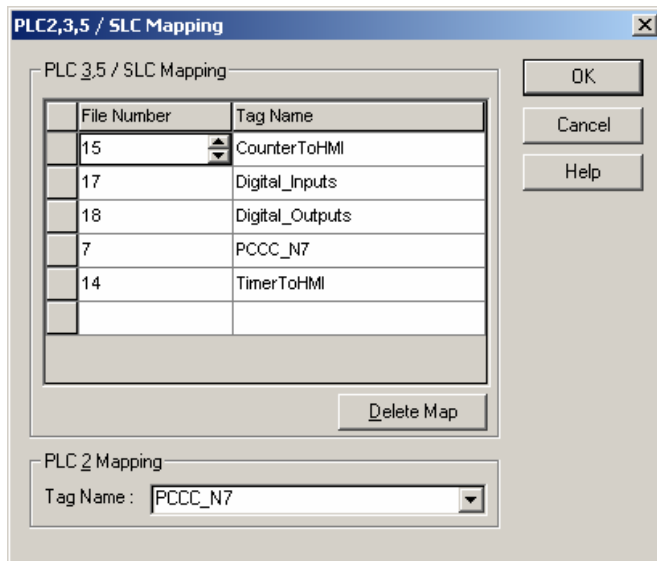 PLC2,3,5 / SLC Mapping
PLC 3,5 / SLC Mapping
OK
Cancel
Help
File Number Tag Name
15 CounterToHMI
17 Digital_Inputs
18 Digital_Outputs
7 PCCC_N7
14 TimerToHMI
Delete Map
PLC 2 Mapping
Tag Name : PCCC_N7